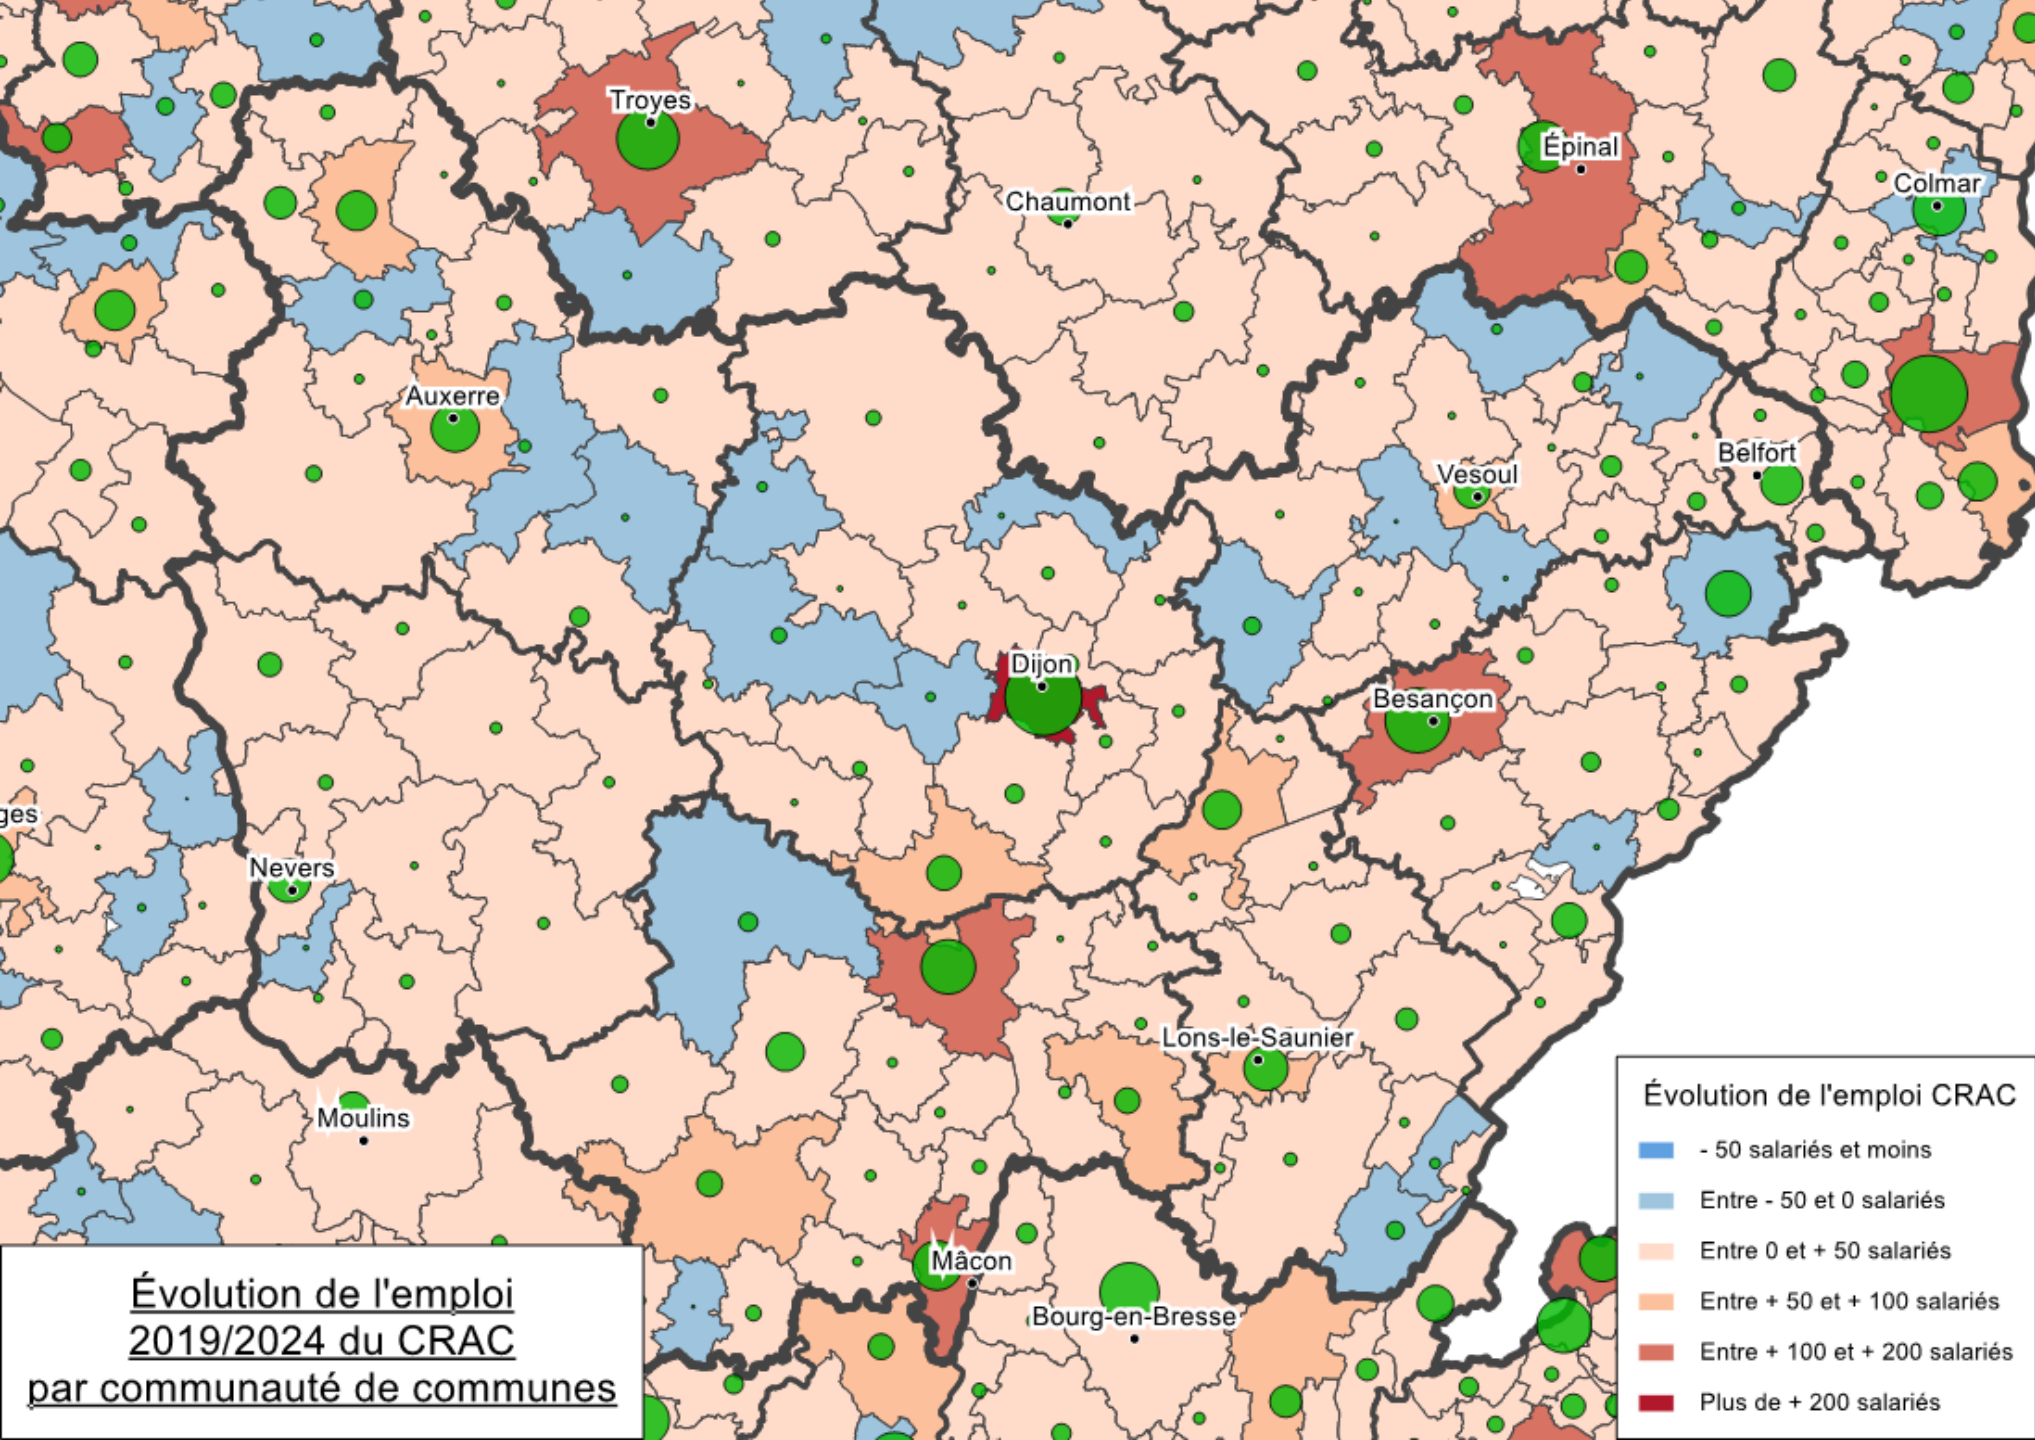 Troyes
Épinal
Colmar
Chaumont
Auxerre
Belfort
Vesoul
Dijon
Besançon
ges
Nevers
Lons-le-Saunier
Moulins
Mâcon
Bourg-en-Bresse
Évolution de l'emploi
2019/2024 du CRAC
par communauté de communes
Évolution de l'emploi CRAC
- 50 salariés et moins
Entre - 50 et 0 salariés
Entre 0 et + 50 salariés
Entre + 50 et + 100 salariés
Entre + 100 et + 200 salariés
Plus de + 200 salariés